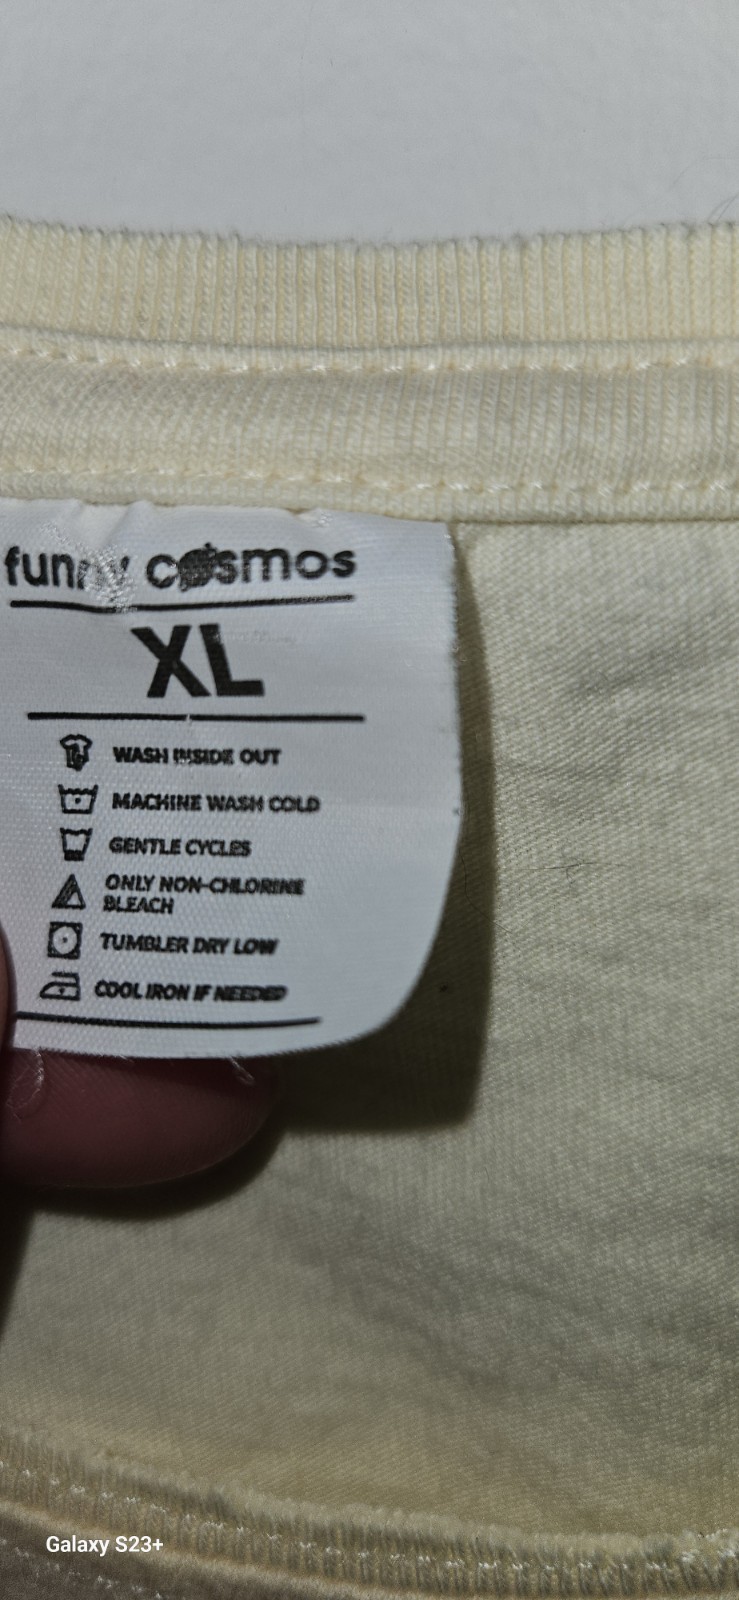 funny cosmos
XL
WASH INSIDE OUT
MACHINE WASH COLD
GENTLE CYCLES
ONLY NON-CHLORINE
BLEACH
TUMBLER DRY LOW
COOL IRON IF NEEDED
Galaxy S23+